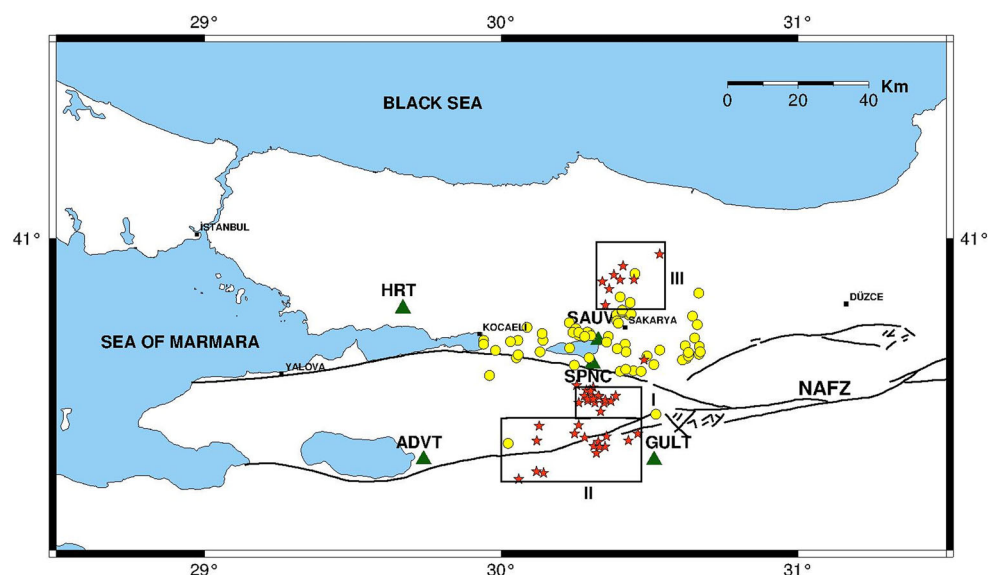 29° 30° 31°
BLACK SEA
Km
0 20 40
İSTANBUL
41° 41°
III
HRT
DÜZCE
SAUV
SAKARYA
KOCAELİ
SEA OF MARMARA
YALOVA
SPNC
NAFZ
I
ADVT
GULT
II
29° 30° 31°